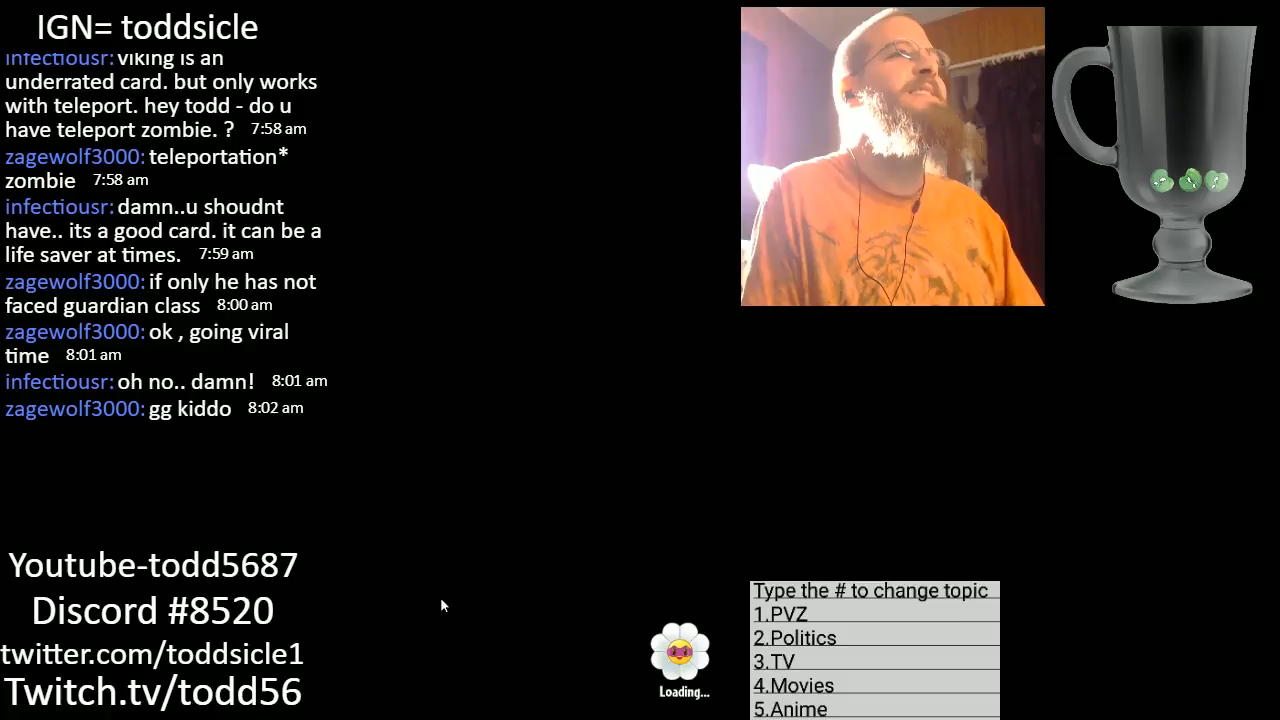 IGN= toddsicle
infectiousr: viking is an
underrated card. but only works
with teleport. hey todd - do u
have teleport zombie. ? 7:58 am
zagewolf3000: teleportation*
zombie 7:58 am
infectiousr: damn..u shoudnt
have.. its a good card. it can be a
life saver at times. 7:59 am
zagewolf3000: if only he has not
faced guardian class 8:00 am
zagewolf3000: ok , going viral
time 8:01 am
infectiousr: oh no.. damn! 8:01 am
zagewolf3000: gg kiddo 8:02 am
Youtube-todd5687
Discord #8520
twitter.com/toddsicle1
Twitch.tv/todd56
Loading...
Type the # to change topic
1.PVZ
2.Politics
3.TV
4.Movies
5.Anime